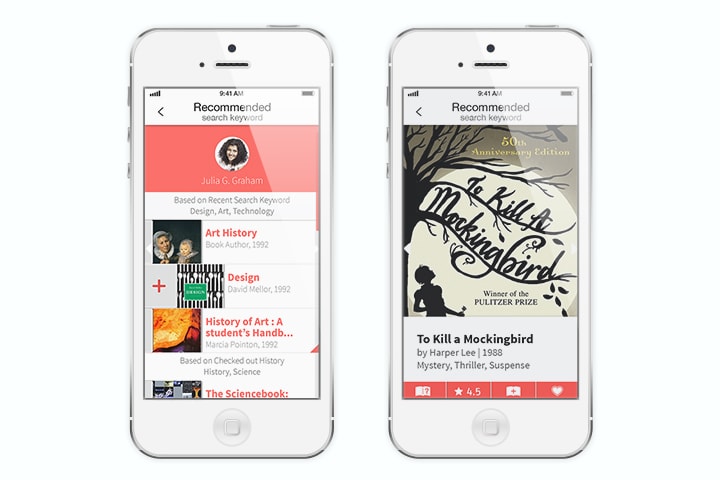 9:41 AM
Recommended
search keyword
Julia G. Graham
Based on Recent Search Keyword
Design, Art, Technology
Art History
Book Author, 1992
DESIGN
Design
David Mellor, 1992
History of Art : A
student's Handb...
Marcia Pointon, 1992
Based on Checked out History
History, Science
The Sciencebook:
9:41 AM
Recommended
search keyword
50th
Anniversary Edition
To Kill A
Mockingbird
Winner of the
PULITZER PRIZE
To Kill a Mockingbird
by Harper Lee | 1988
Mystery, Thriller, Suspense
4.5